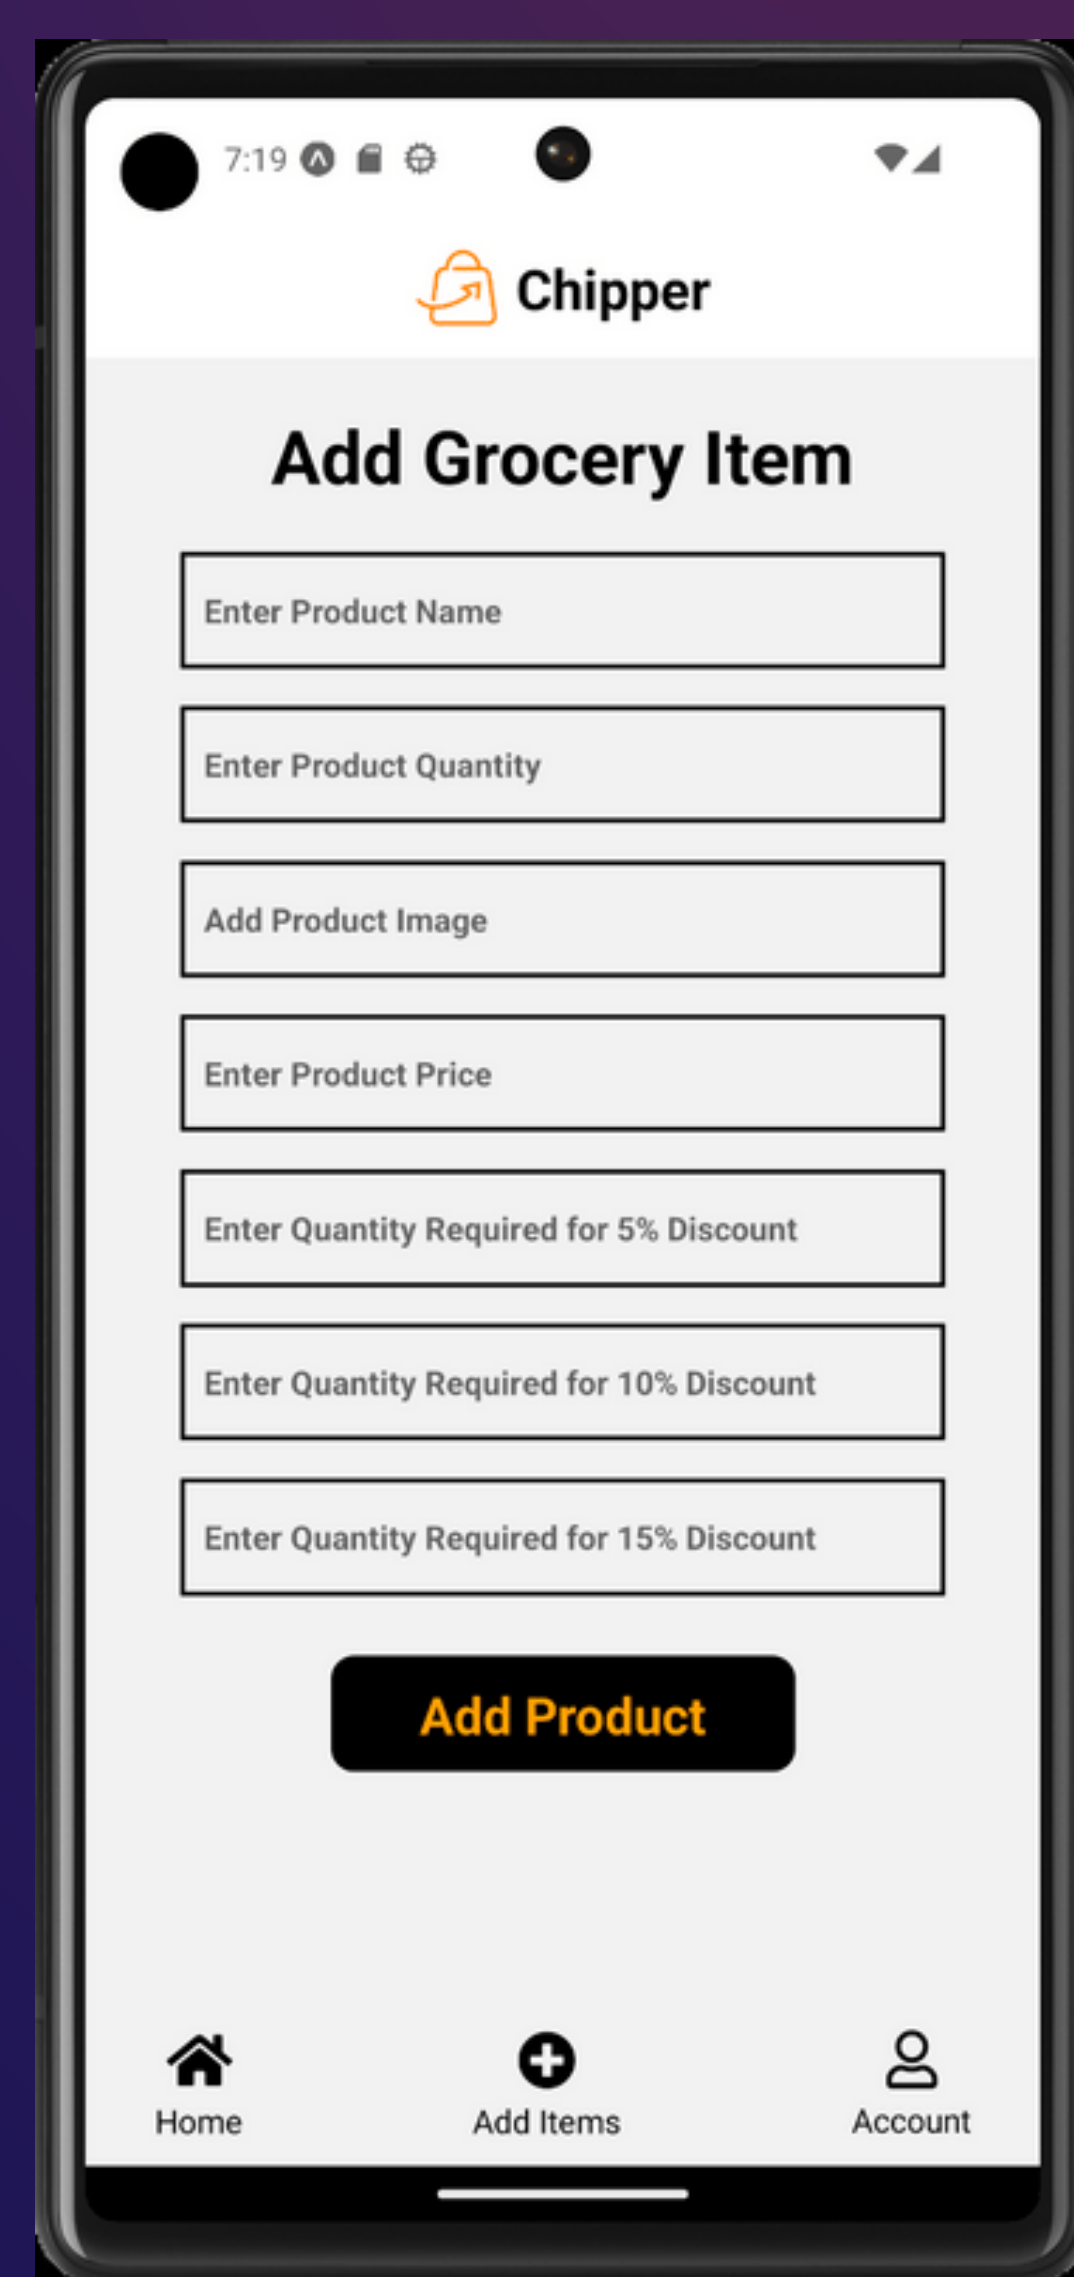 7:19
Chipper
Add Grocery Item
Enter Product Name
Enter Product Quantity
Add Product Image
Enter Product Price
Enter Quantity Required for 5% Discount
Enter Quantity Required for 10% Discount
Enter Quantity Required for 15% Discount
Add Product
Home
Add Items
Account